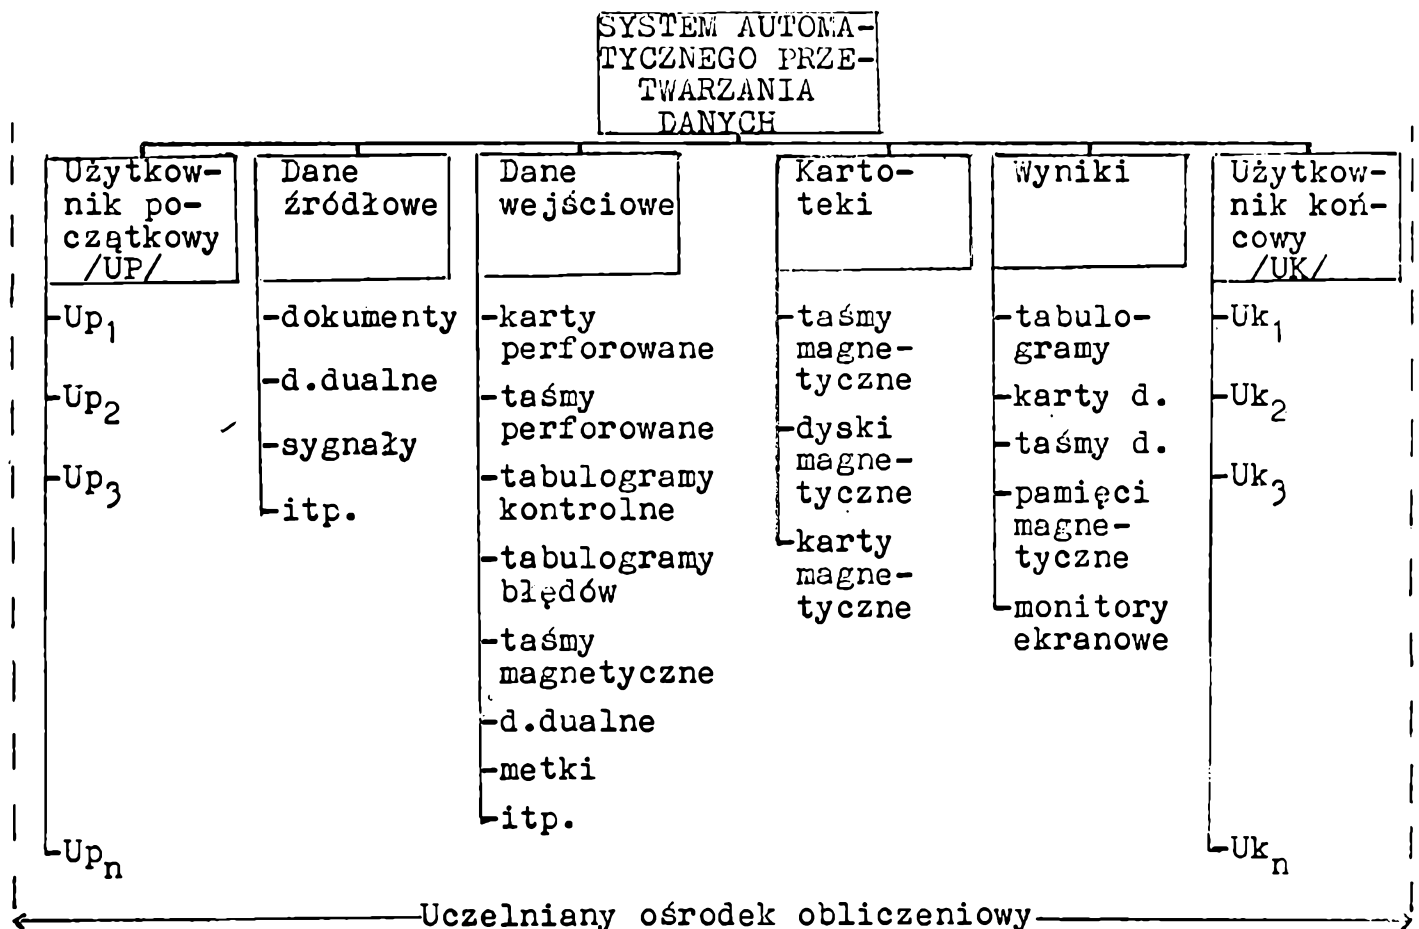 SYSTEM AUTOMA-
TYCZNEGO PRZE-
TWARZANIA
DANYCH
Użytkow-
nik po-
czątkowy
/UP/
Up1
Up2
Up3
Upn
Dane
źródłowe
-dokumenty
-d.dualne
-sygnały
-itp.
Dane
wejściowe
-karty
perforowane
-taśmy
perforowane
-tabulogramy
kontrolne
-tabulogramy
błędów
-taśmy
magnetyczne
-d.dualne
-metki
-itp.
Karto-
teki
-taśmy
magne-
tyczne
-dyski
magne-
tyczne
-karty
magne-
tyczne
Wyniki
-tabulo-
gramy
-karty d.
-taśmy d.
-pamięci
magne-
tyczne
-monitory
ekranowe
Użytkow-
nik koń-
cowy
/UK/
Uk1
Uk2
Uk3
Ukn
Uczelniany ośrodek obliczeniowy